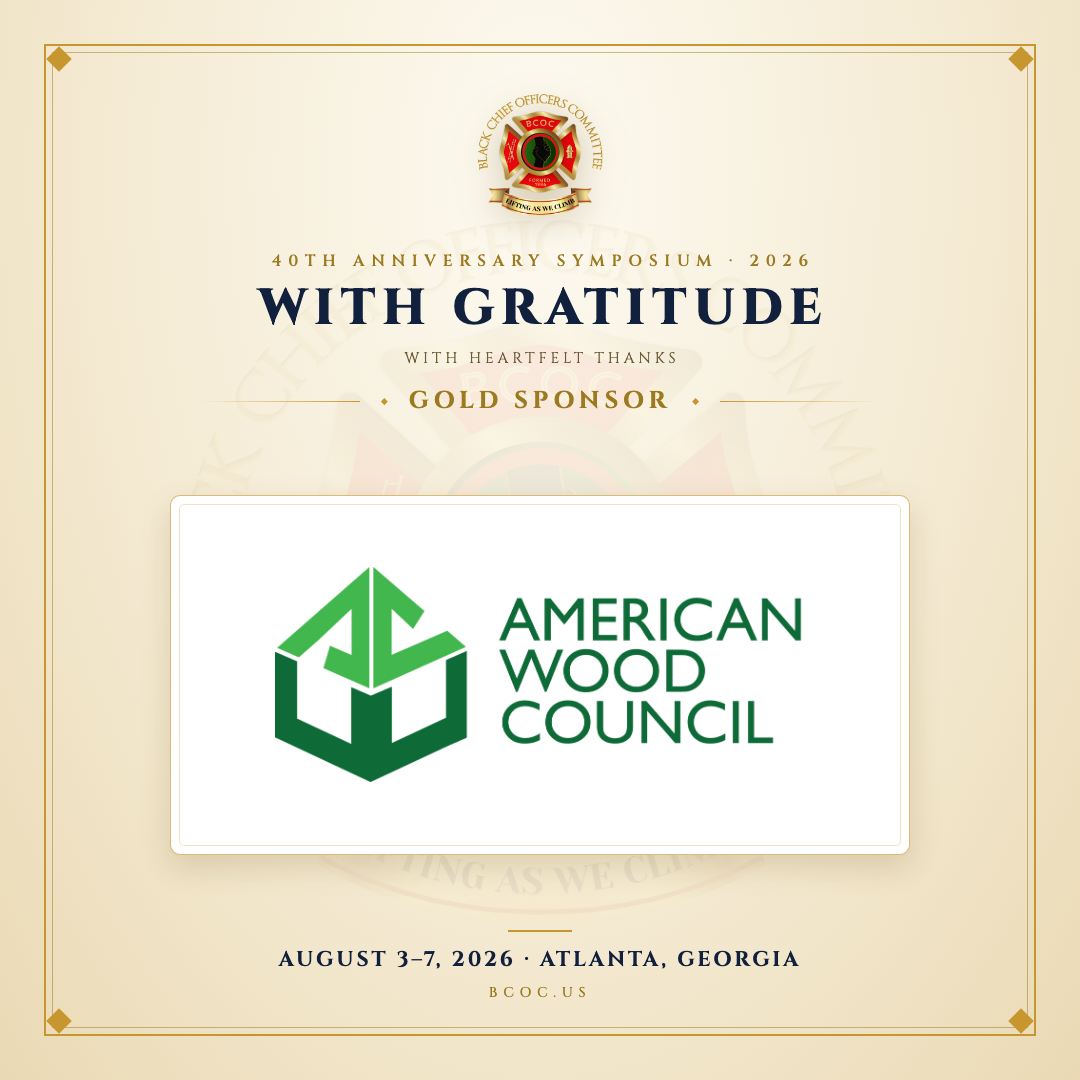 BLACK CHIEF OFFICERS COMMITTEE
BCOC
FORMED
LIFTING AS WE CLIMB
40TH ANNIVERSARY SYMPOSIUM · 2026
WITH GRATITUDE
WITH HEARTFELT THANKS
GOLD SPONSOR
AMERICAN
WOOD
COUNCIL
AUGUST 3–7, 2026 · ATLANTA, GEORGIA
BCOC.US